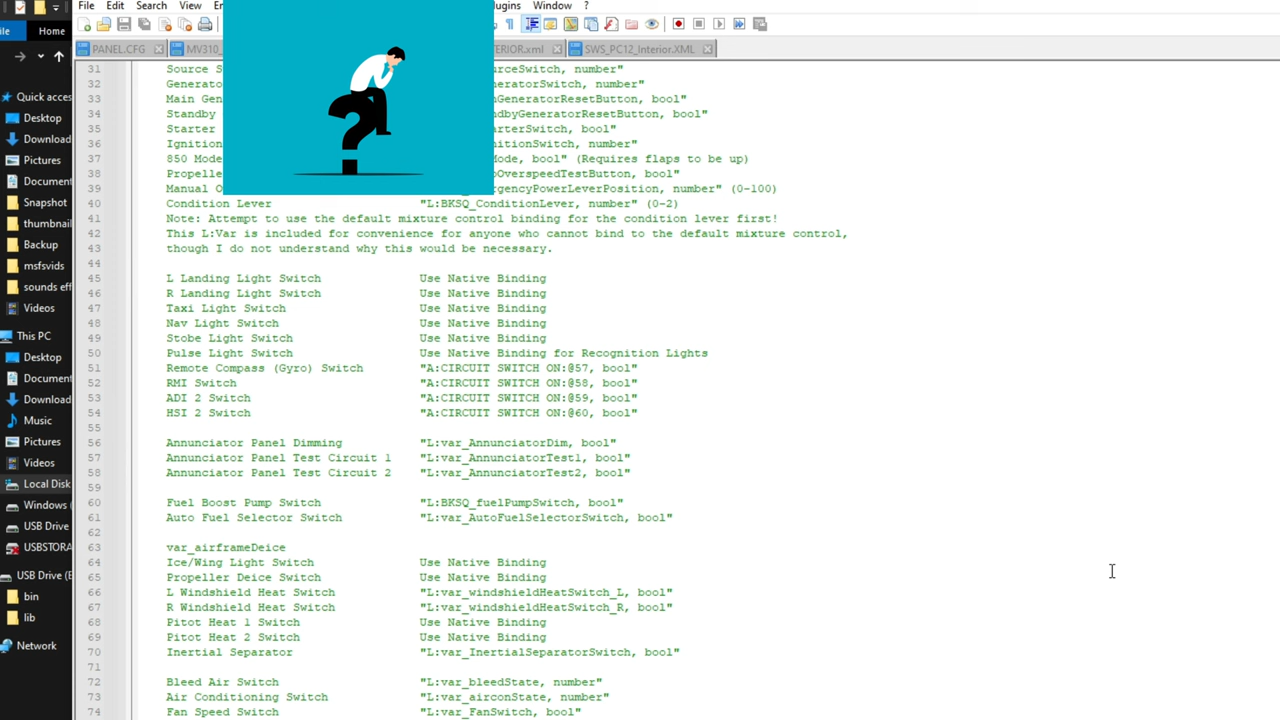 File Edit Search View En lugins Window ?
ile Home
PANEL.CFG MV310_ ERIOR.xml SWS_PC12_Interior.XML
Quick acces
Desktop
Download
Pictures
Document
Snapshot
thumbnail
Backup
msfsvids
sounds eff
Videos
This PC
Desktop
Document
Download
Music
Pictures
Videos
Local Disk
Windows (
USB Drive
USBSTORA
USB Drive (E
bin
lib
Network
31 Source S urceSwitch, number"
32 Generato neratorSwitch, number"
33 Main Gen nGeneratorResetButton, bool"
34 Standby ndbyGeneratorResetButton, bool"
35 Starter rterSwitch, bool"
36 Ignition nitionSwitch, number"
37 850 Mode Mode, bool" (Requires flaps to be up)
38 Propelle pOverspeedTestButton, bool"
39 Manual O rgencyPowerLeverPosition, number" (0-100)
40 Condition Lever "L:BKSQ_ConditionLever, number" (0-2)
41 Note: Attempt to use the default mixture control binding for the condition lever first!
42 This L:Var is included for convenience for anyone who cannot bind to the default mixture control,
43 though I do not understand why this would be necessary.
44
45 L Landing Light Switch Use Native Binding
46 R Landing Light Switch Use Native Binding
47 Taxi Light Switch Use Native Binding
48 Nav Light Switch Use Native Binding
49 Stobe Light Switch Use Native Binding
50 Pulse Light Switch Use Native Binding for Recognition Lights
51 Remote Compass (Gyro) Switch "A:CIRCUIT SWITCH ON:@57, bool"
52 RMI Switch "A:CIRCUIT SWITCH ON:@58, bool"
53 ADI 2 Switch "A:CIRCUIT SWITCH ON:@59, bool"
54 HSI 2 Switch "A:CIRCUIT SWITCH ON:@60, bool"
55
56 Annunciator Panel Dimming "L:var_AnnunciatorDim, bool"
57 Annunciator Panel Test Circuit 1 "L:var_AnnunciatorTest1, bool"
58 Annunciator Panel Test Circuit 2 "L:var_AnnunciatorTest2, bool"
59
60 Fuel Boost Pump Switch "L:BKSQ_fuelPumpSwitch, bool"
61 Auto Fuel Selector Switch "L:var_AutoFuelSelectorSwitch, bool"
62
63 var_airframeDeice
64 Ice/Wing Light Switch Use Native Binding
65 Propeller Deice Switch Use Native Binding
66 L Windshield Heat Switch "L:var_windshieldHeatSwitch_L, bool"
67 R Windshield Heat Switch "L:var_windshieldHeatSwitch_R, bool"
68 Pitot Heat 1 Switch Use Native Binding
69 Pitot Heat 2 Switch Use Native Binding
70 Inertial Separator "L:var_InertialSeparatorSwitch, bool"
71
72 Bleed Air Switch "L:var_bleedState, number"
73 Air Conditioning Switch "L:var_airconState, number"
74 Fan Speed Switch "L:var_FanSwitch, bool"